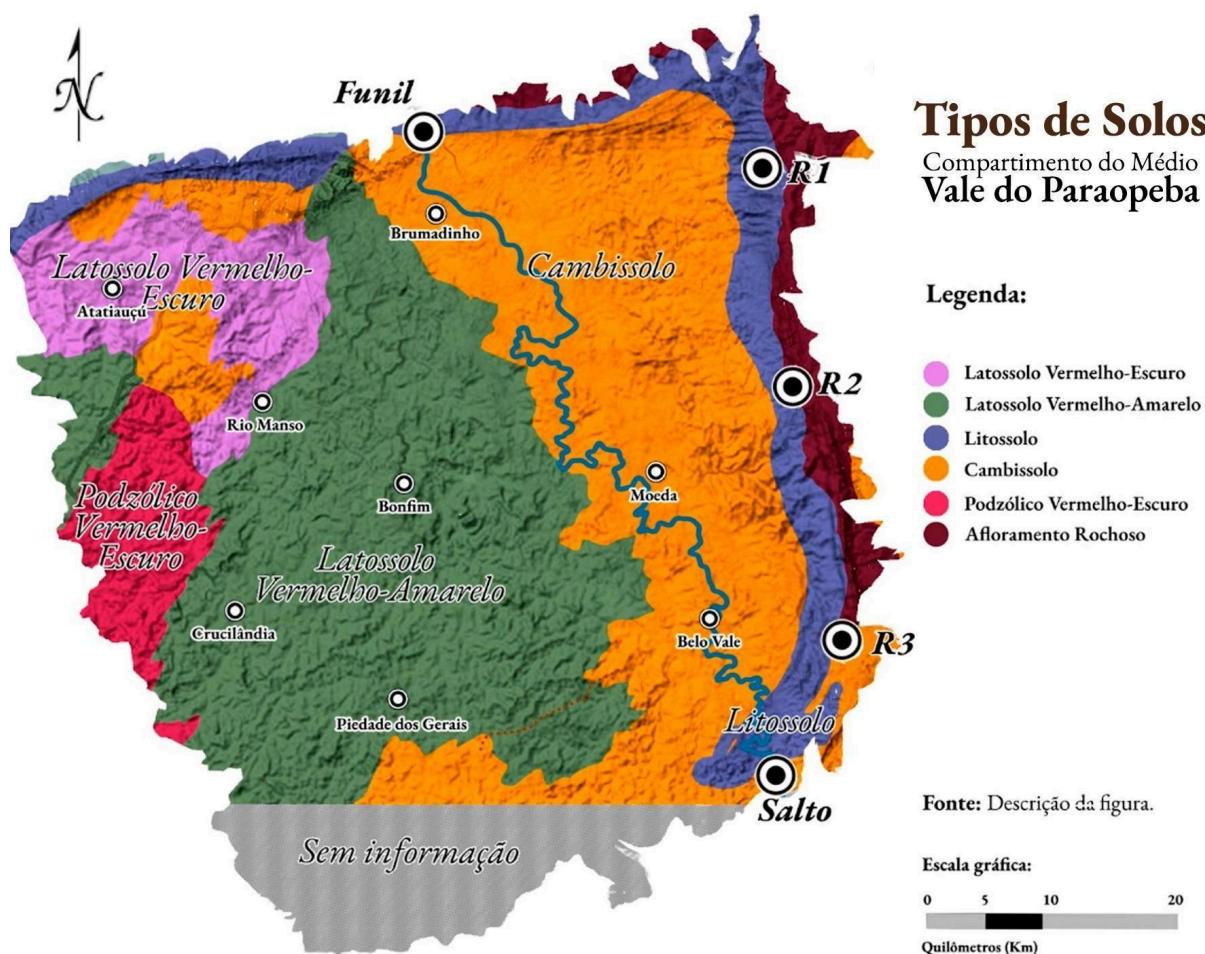 N
Funil
R1
Brumadinho
Cambissolo
Latossolo Vermelho-
Escuro
Atatiauçú
R2
Rio Manso
Moeda
Bonfim
Podzólico
Vermelho-
Escuro
Latossolo
Vermelho-Amarelo
Crucilândia
Belo Vale
R3
Piedade dos Gerais
Litossolo
Salto
Sem informação
Tipos de Solos
Compartimento do Médio
Vale do Paraopeba
Legenda:
Latossolo Vermelho-Escuro
Latossolo Vermelho-Amarelo
Litossolo
Cambissolo
Podzólico Vermelho-Escuro
Afloramento Rochoso
Fonte: Descrição da figura.
Escala gráfica:
0 5 10 20
Quilômetros (Km)